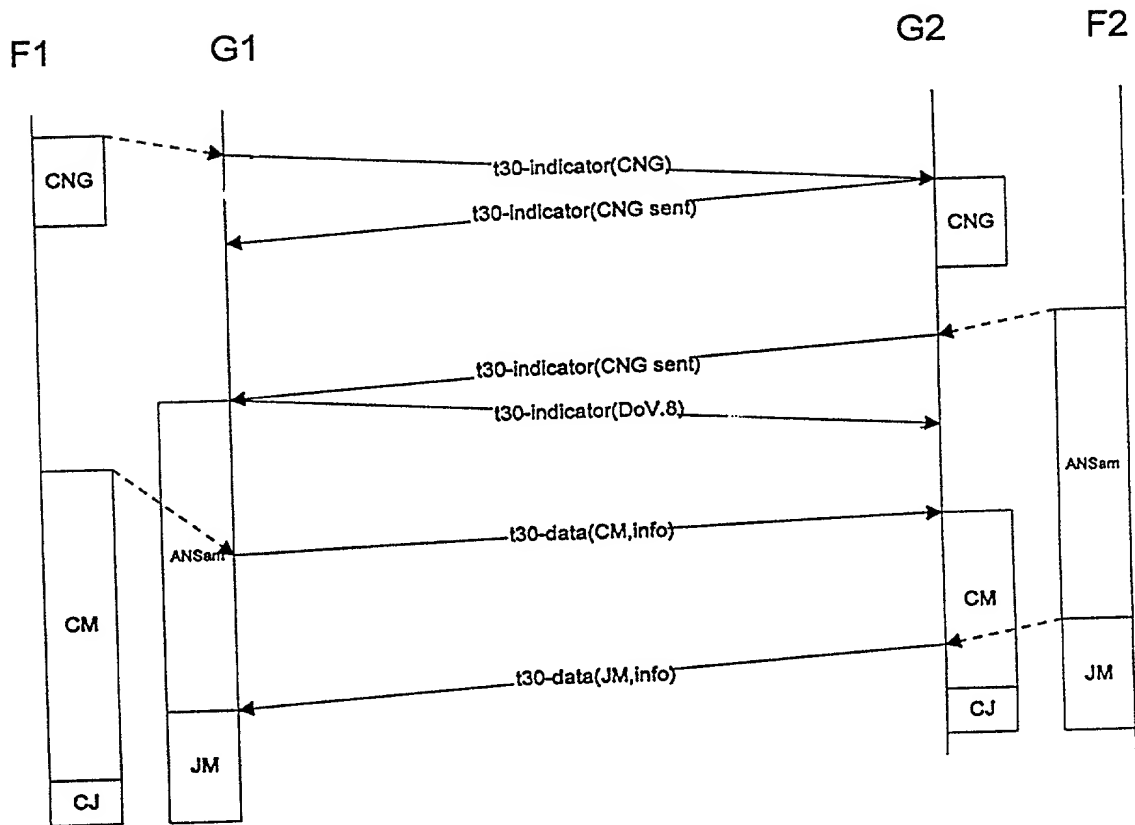 F1
G1
G2
F2
CNG
t30-indicator(CNG)
t30-indicator(CNG sent)
CNG
t30-indicator(CNG sent)
t30-indicator(DoV.8)
ANSam
ANSam
t30-data(CM,info)
CM
CM
t30-data(JM,info)
JM
CJ
JM
CJ